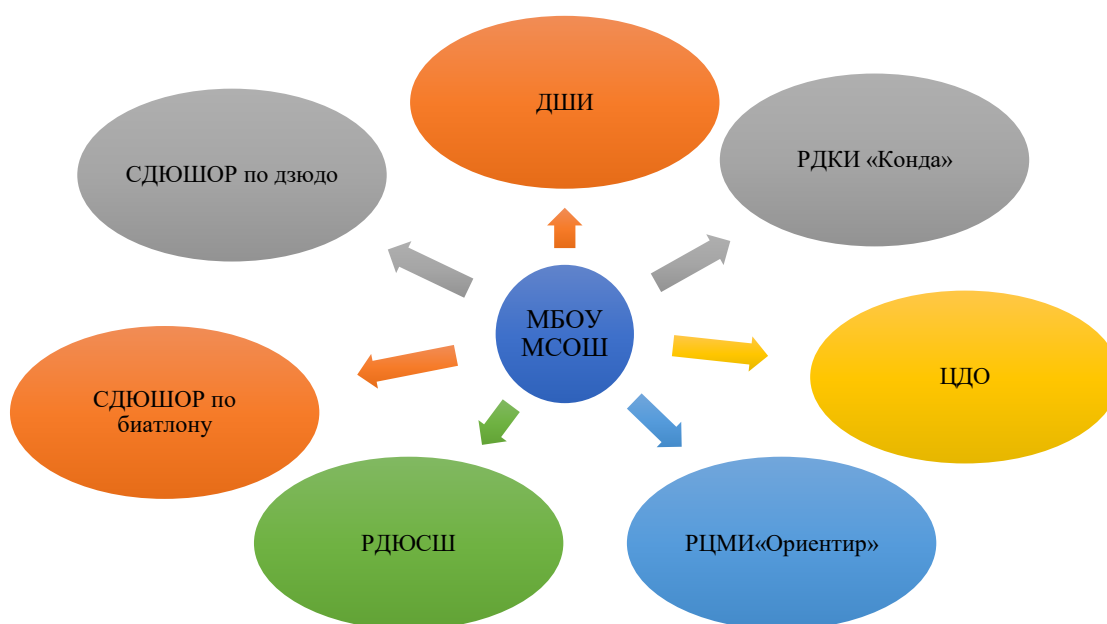 ДШИ
РДКИ «Конда»
СДЮШОР по дзюдо
МБОУ
МСОШ
ЦДО
СДЮШОР по
биатлону
РДЮСШ
РЦМИ«Ориентир»